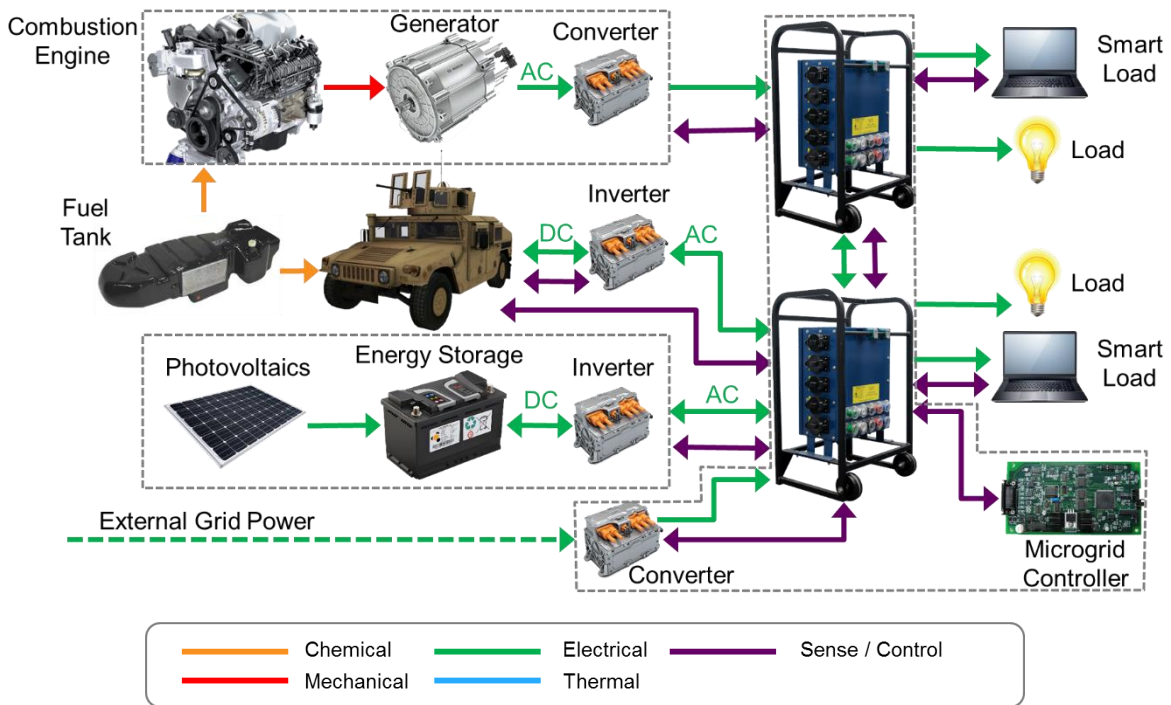 Combustion
Engine
Generator
Converter
AC
Smart
Load
Load
Fuel
Tank
Inverter
DC
AC
Load
Photovoltaics
Energy Storage
Inverter
DC
AC
Smart
Load
External Grid Power
Converter
Microgrid
Controller
Chemical
Electrical
Sense / Control
Mechanical
Thermal